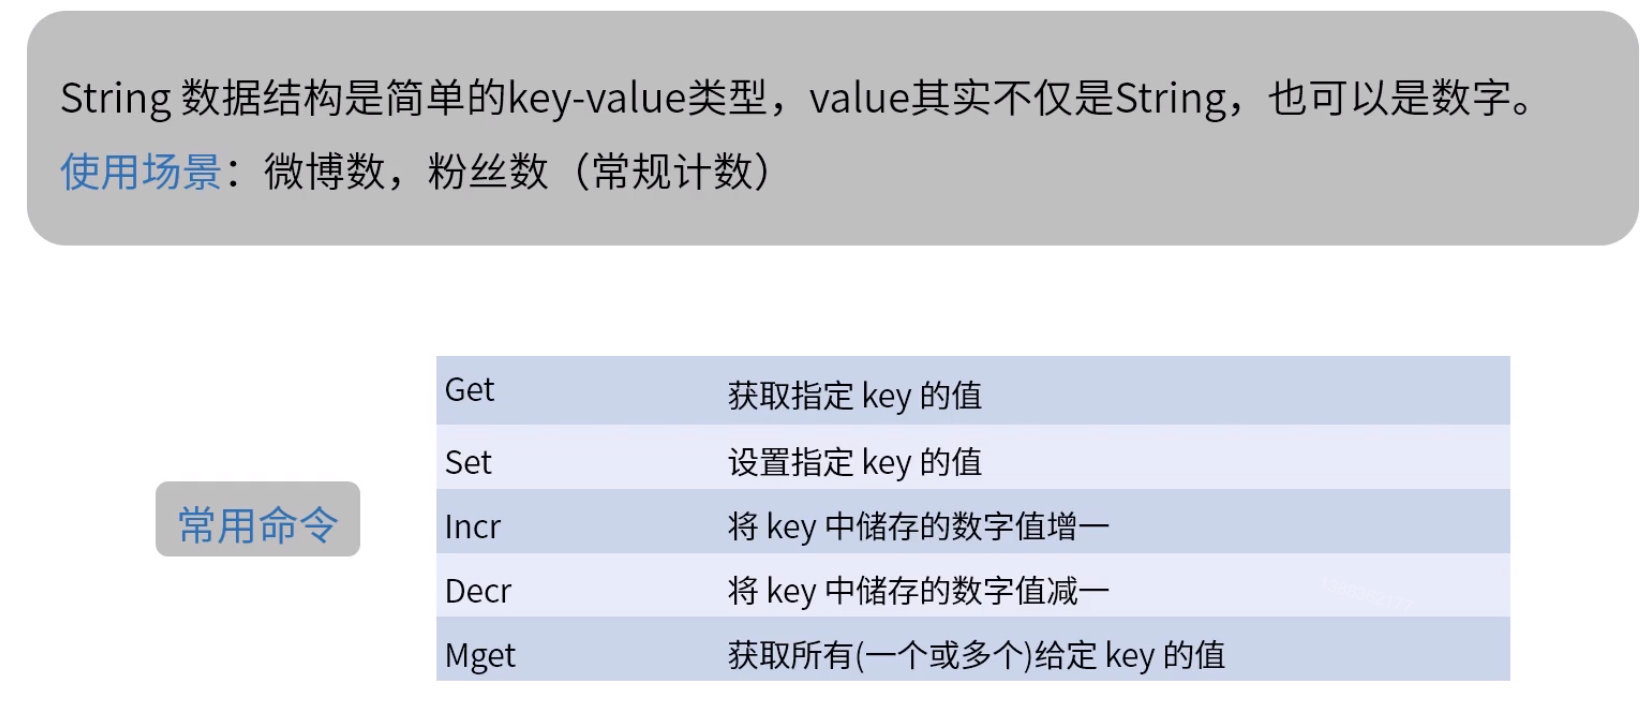 String 数据结构是简单的key-value类型，value其实不仅是String，也可以是数字。
使用场景：微博数，粉丝数（常规计数）
Get 获取指定 key 的值
Set 设置指定 key 的值
常用命令
Incr 将 key 中储存的数字值增一
Decr 将 key 中储存的数字值减一
Mget 获取所有(一个或多个)给定 key 的值